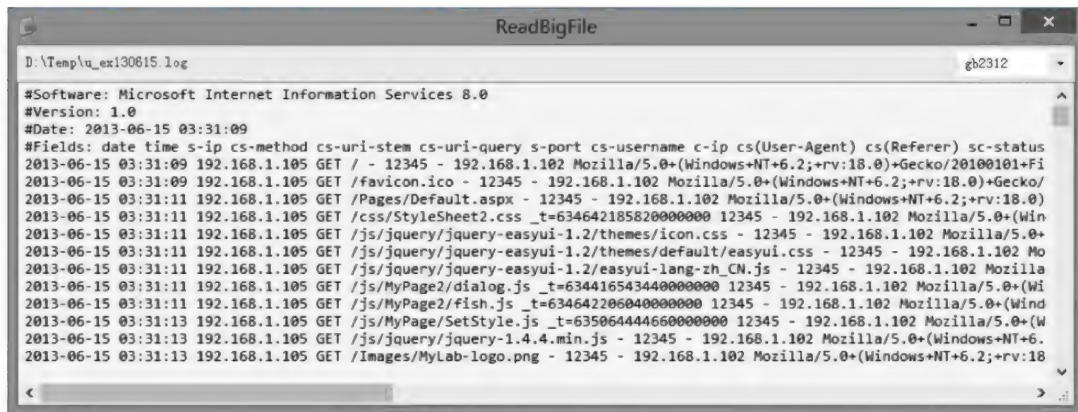 ReadBigFile
D:\Temp\u_ex130615.log
gb2312
#Software: Microsoft Internet Information Services 8.0
#Version: 1.0
#Date: 2013-06-15 03:31:09
#Fields: date time s-ip cs-method cs-uri-stem cs-uri-query s-port cs-username c-ip cs(User-Agent) cs(Referer) sc-status
2013-06-15 03:31:09 192.168.1.105 GET / - 12345 - 192.168.1.102 Mozilla/5.0+(Windows+NT+6.2;+rv:18.0)+Gecko/20100101+Fi
2013-06-15 03:31:09 192.168.1.105 GET /favicon.ico - 12345 - 192.168.1.102 Mozilla/5.0+(Windows+NT+6.2;+rv:18.0)+Gecko/
2013-06-15 03:31:11 192.168.1.105 GET /Pages/Default.aspx - 12345 - 192.168.1.102 Mozilla/5.0+(Windows+NT+6.2;+rv:18.0)
2013-06-15 03:31:11 192.168.1.105 GET /css/StyleSheet2.css _t=634642185820000000 12345 - 192.168.1.102 Mozilla/5.0+(Win
2013-06-15 03:31:11 192.168.1.105 GET /js/jquery/jquery-easyui-1.2/themes/icon.css - 12345 - 192.168.1.102 Mozilla/5.0+
2013-06-15 03:31:11 192.168.1.105 GET /js/jquery/jquery-easyui-1.2/themes/default/easyui.css - 12345 - 192.168.1.102 Mo
2013-06-15 03:31:11 192.168.1.105 GET /js/jquery/jquery-easyui-1.2/easyui-lang-zh_CN.js - 12345 - 192.168.1.102 Mozilla
2013-06-15 03:31:11 192.168.1.105 GET /js/MyPage2/dialog.js _t=634416543440000000 12345 - 192.168.1.102 Mozilla/5.0+(Wi
2013-06-15 03:31:11 192.168.1.105 GET /js/MyPage2/fish.js _t=634642206040000000 12345 - 192.168.1.102 Mozilla/5.0+(Wind
2013-06-15 03:31:13 192.168.1.105 GET /js/MyPage/SetStyle.js _t=635064444660000000 12345 - 192.168.1.102 Mozilla/5.0+(W
2013-06-15 03:31:13 192.168.1.105 GET /js/jquery/jquery-1.4.4.min.js - 12345 - 192.168.1.102 Mozilla/5.0+(Windows+NT+6.
2013-06-15 03:31:13 192.168.1.105 GET /Images/MyLab-logo.png - 12345 - 192.168.1.102 Mozilla/5.0+(Windows+NT+6.2;+rv:18